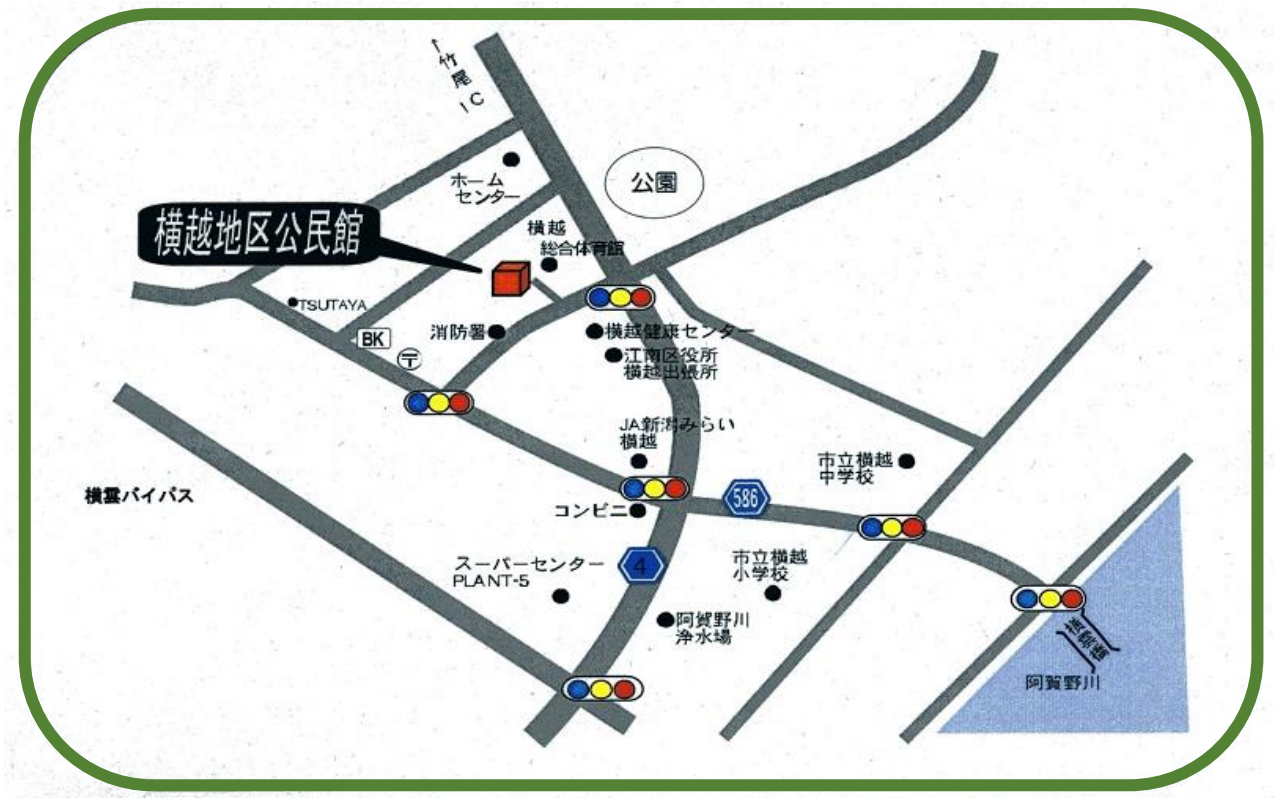 ↑竹尾IC
公園
ホーム
センター
横越
総合体育館
横越地区公民館
TSUTAYA
BK
〒
消防署
横越健康センター
江南区役所
横越出張所
JA新潟みらい
横越
市立横越
中学校
586
横雲バイパス
コンビニ
4
スーパーセンター
PLANT-5
市立横越
小学校
阿賀野川
浄水場
横雲橋
阿賀野川